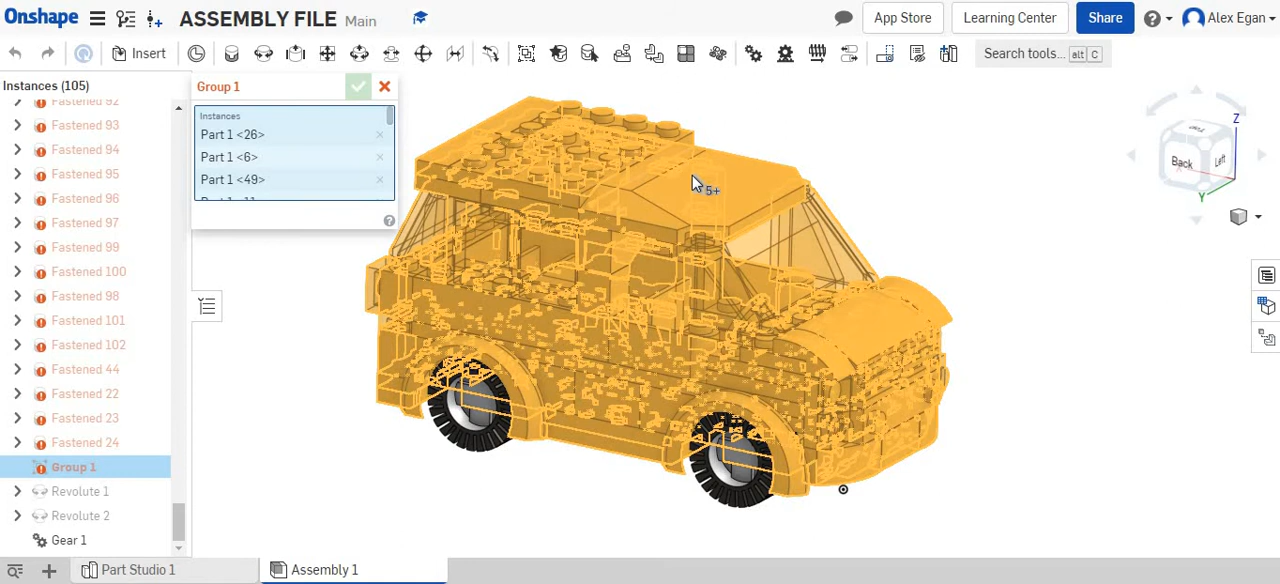 Onshape ASSEMBLY FILE Main App Store Learning Center Share Alex Egan
Insert Search tools... alt C
Instances (105)
Fastened 92
Fastened 93
Fastened 94
Fastened 95
Fastened 96
Fastened 97
Fastened 99
Fastened 100
Fastened 98
Fastened 101
Fastened 102
Fastened 44
Fastened 22
Fastened 23
Fastened 24
Group 1
Revolute 1
Revolute 2
Gear 1
Group 1
Instances
Part 1 <26>
Part 1 <6>
Part 1 <49>
5+
Z
Back Left
Y
Part Studio 1 Assembly 1